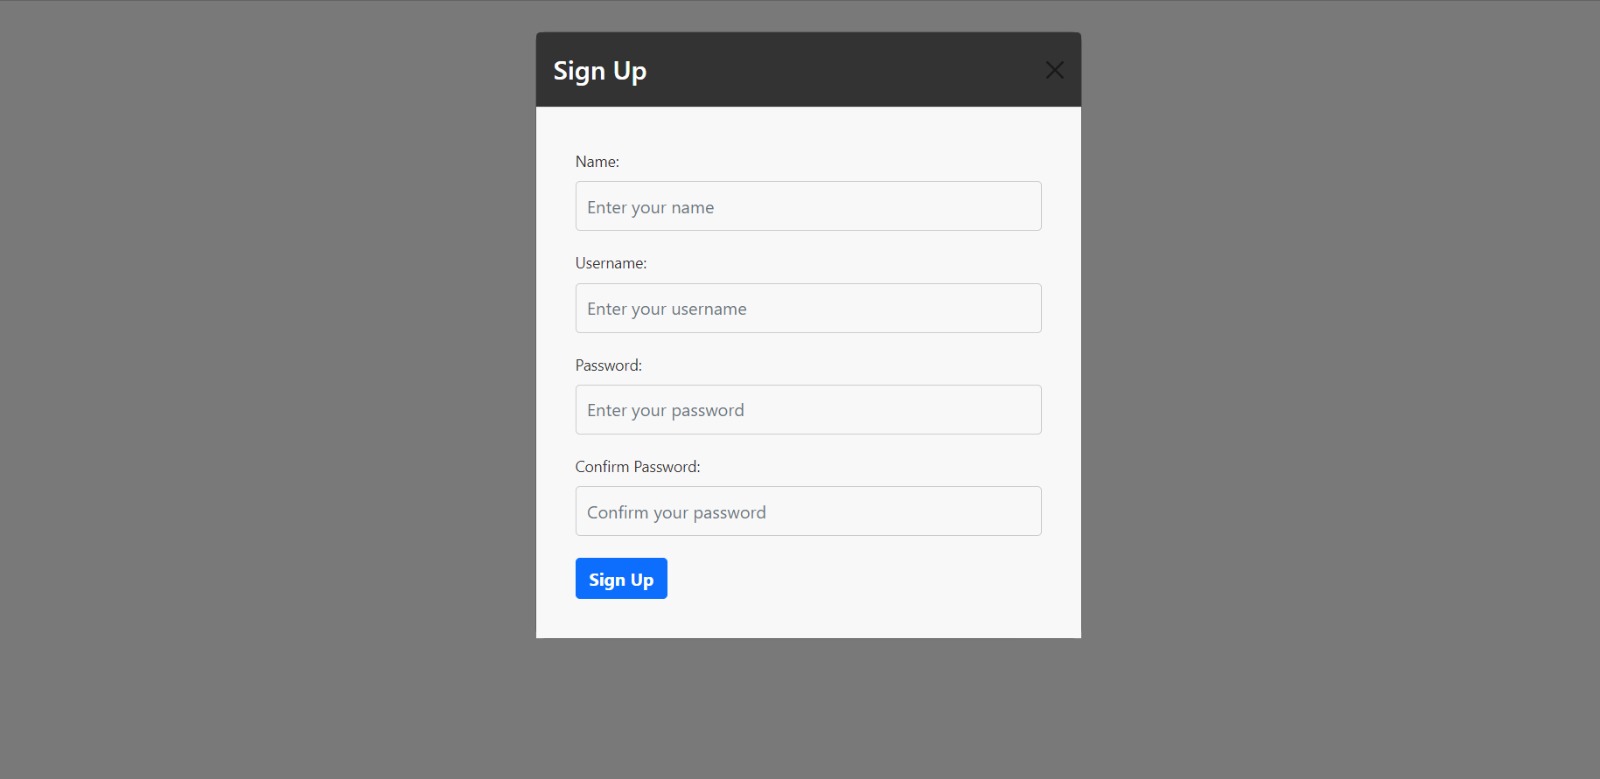 Sign Up
Name:
Enter your name
Username:
Enter your username
Password:
Enter your password
Confirm Password:
Confirm your password
Sign Up